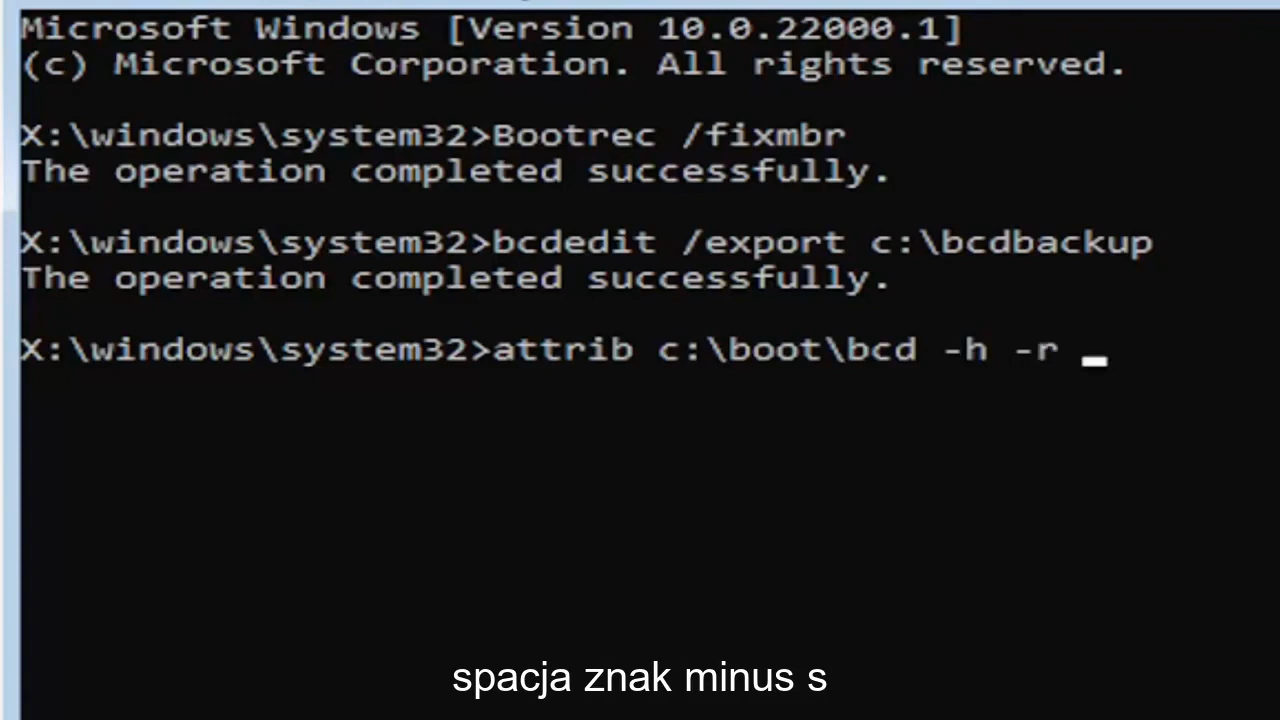 Microsoft Windows [Version 10.0.22000.1]
(c) Microsoft Corporation. All rights reserved.
X:\windows\system32>Bootrec /fixmbr
The operation completed successfully.
X:\windows\system32>bcdedit /export c:\bcdbackup
The operation completed successfully.
X:\windows\system32>attrib c:\boot\bcd -h -r _
spacja znak minus s